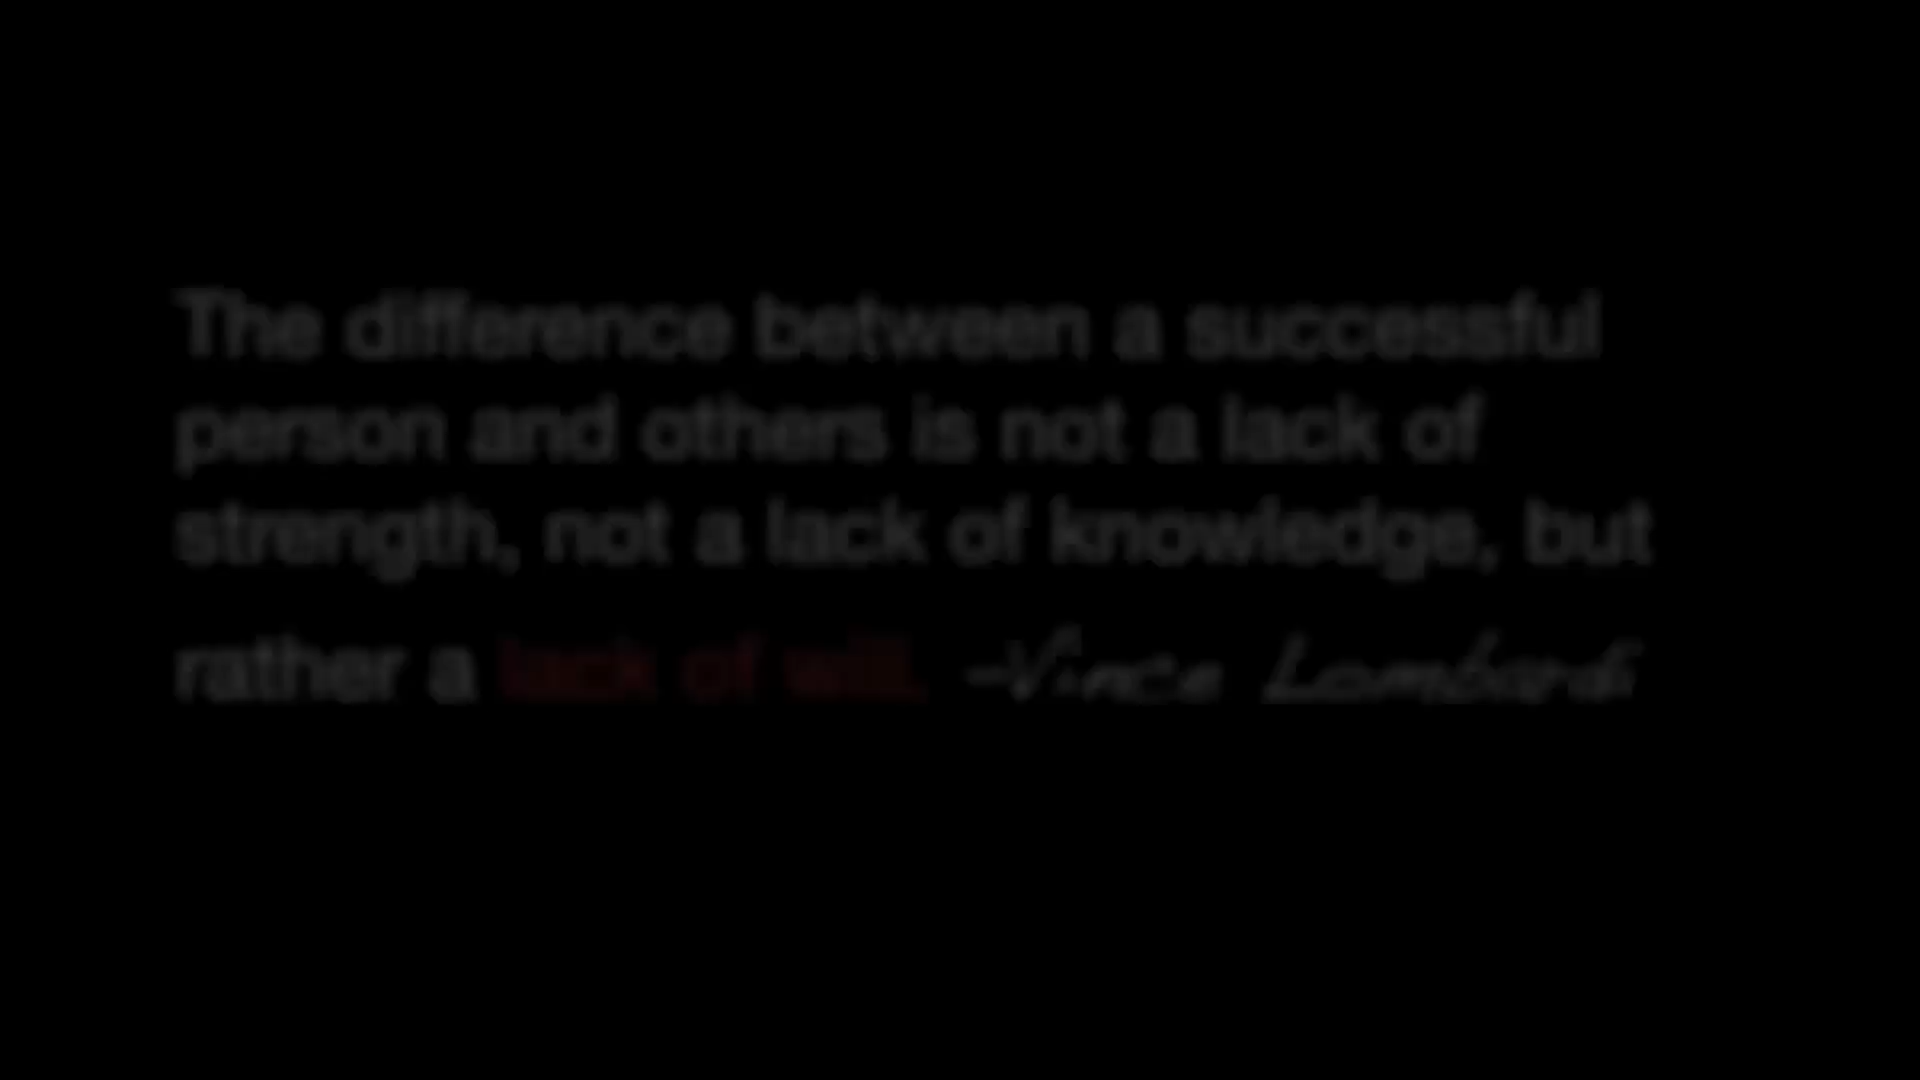 The difference between a successful
person and others is not a lack of
strength, not a lack of knowledge, but
rather a lack of will. -Vince Lombardi